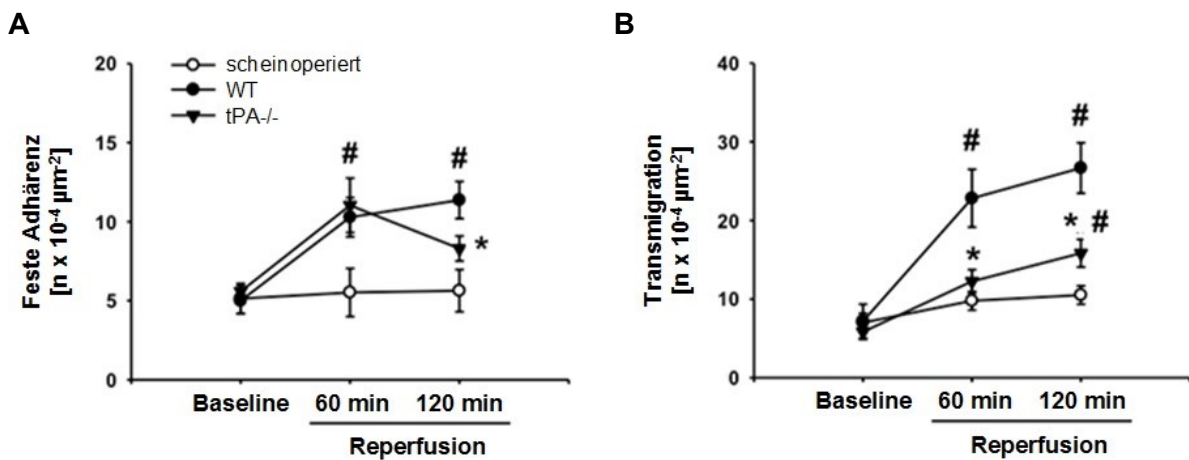 A
Feste Adhärenz
[n x 10⁻⁴ µm⁻²]
20
15
10
5
0
scheinoperiert
WT
tPA-/-
#
#
*
Baseline
60 min
120 min
Reperfusion
B
Transmigration
[n x 10⁻⁴ µm⁻²]
40
30
20
10
0
#
#
*
* #
Baseline
60 min
120 min
Reperfusion